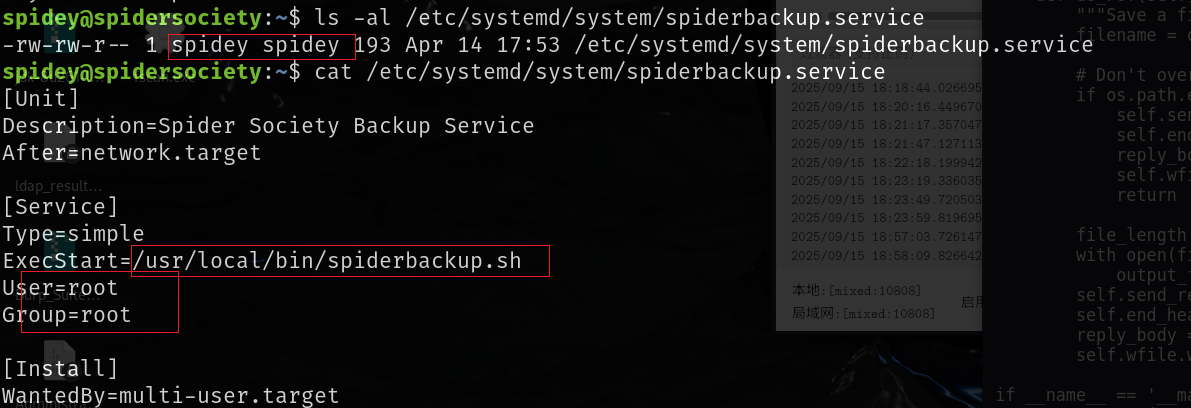 spidey@spidersociety:~$ ls -al /etc/systemd/system/spiderbackup.service
-rw-rw-r-- 1 spidey spidey 193 Apr 14 17:53 /etc/systemd/system/spiderbackup.service
spidey@spidersociety:~$ cat /etc/systemd/system/spiderbackup.service
[Unit]
Description=Spider Society Backup Service
After=network.target
ldap_result...
[Service]
Type=simple
ExecStart=/usr/local/bin/spiderbackup.sh
User=root
Group=root
[Install]
WantedBy=multi-user.target
2025/09/15 18:18:44.026695
2025/09/15 18:20:16.449670
2025/09/15 18:21:17.357047
2025/09/15 18:21:47.127113
2025/09/15 18:22:18.199942
2025/09/15 18:23:19.336035
2025/09/15 18:23:49.720503
2025/09/15 18:23:59.819695
2025/09/15 18:57:03.726147
2025/09/15 18:58:09.826642
本地:[mixed:10808]
启用
局域网:[mixed:10808]
"""Save a fi
filename = o
# Don't over
if os.path.e
self.sen
self.end
reply_bo
self.wfi
return
file_length
with open(fi
output_f
self.send_re
self.end_hea
reply_body =
self.wfile.w
if __name__ == '__ma